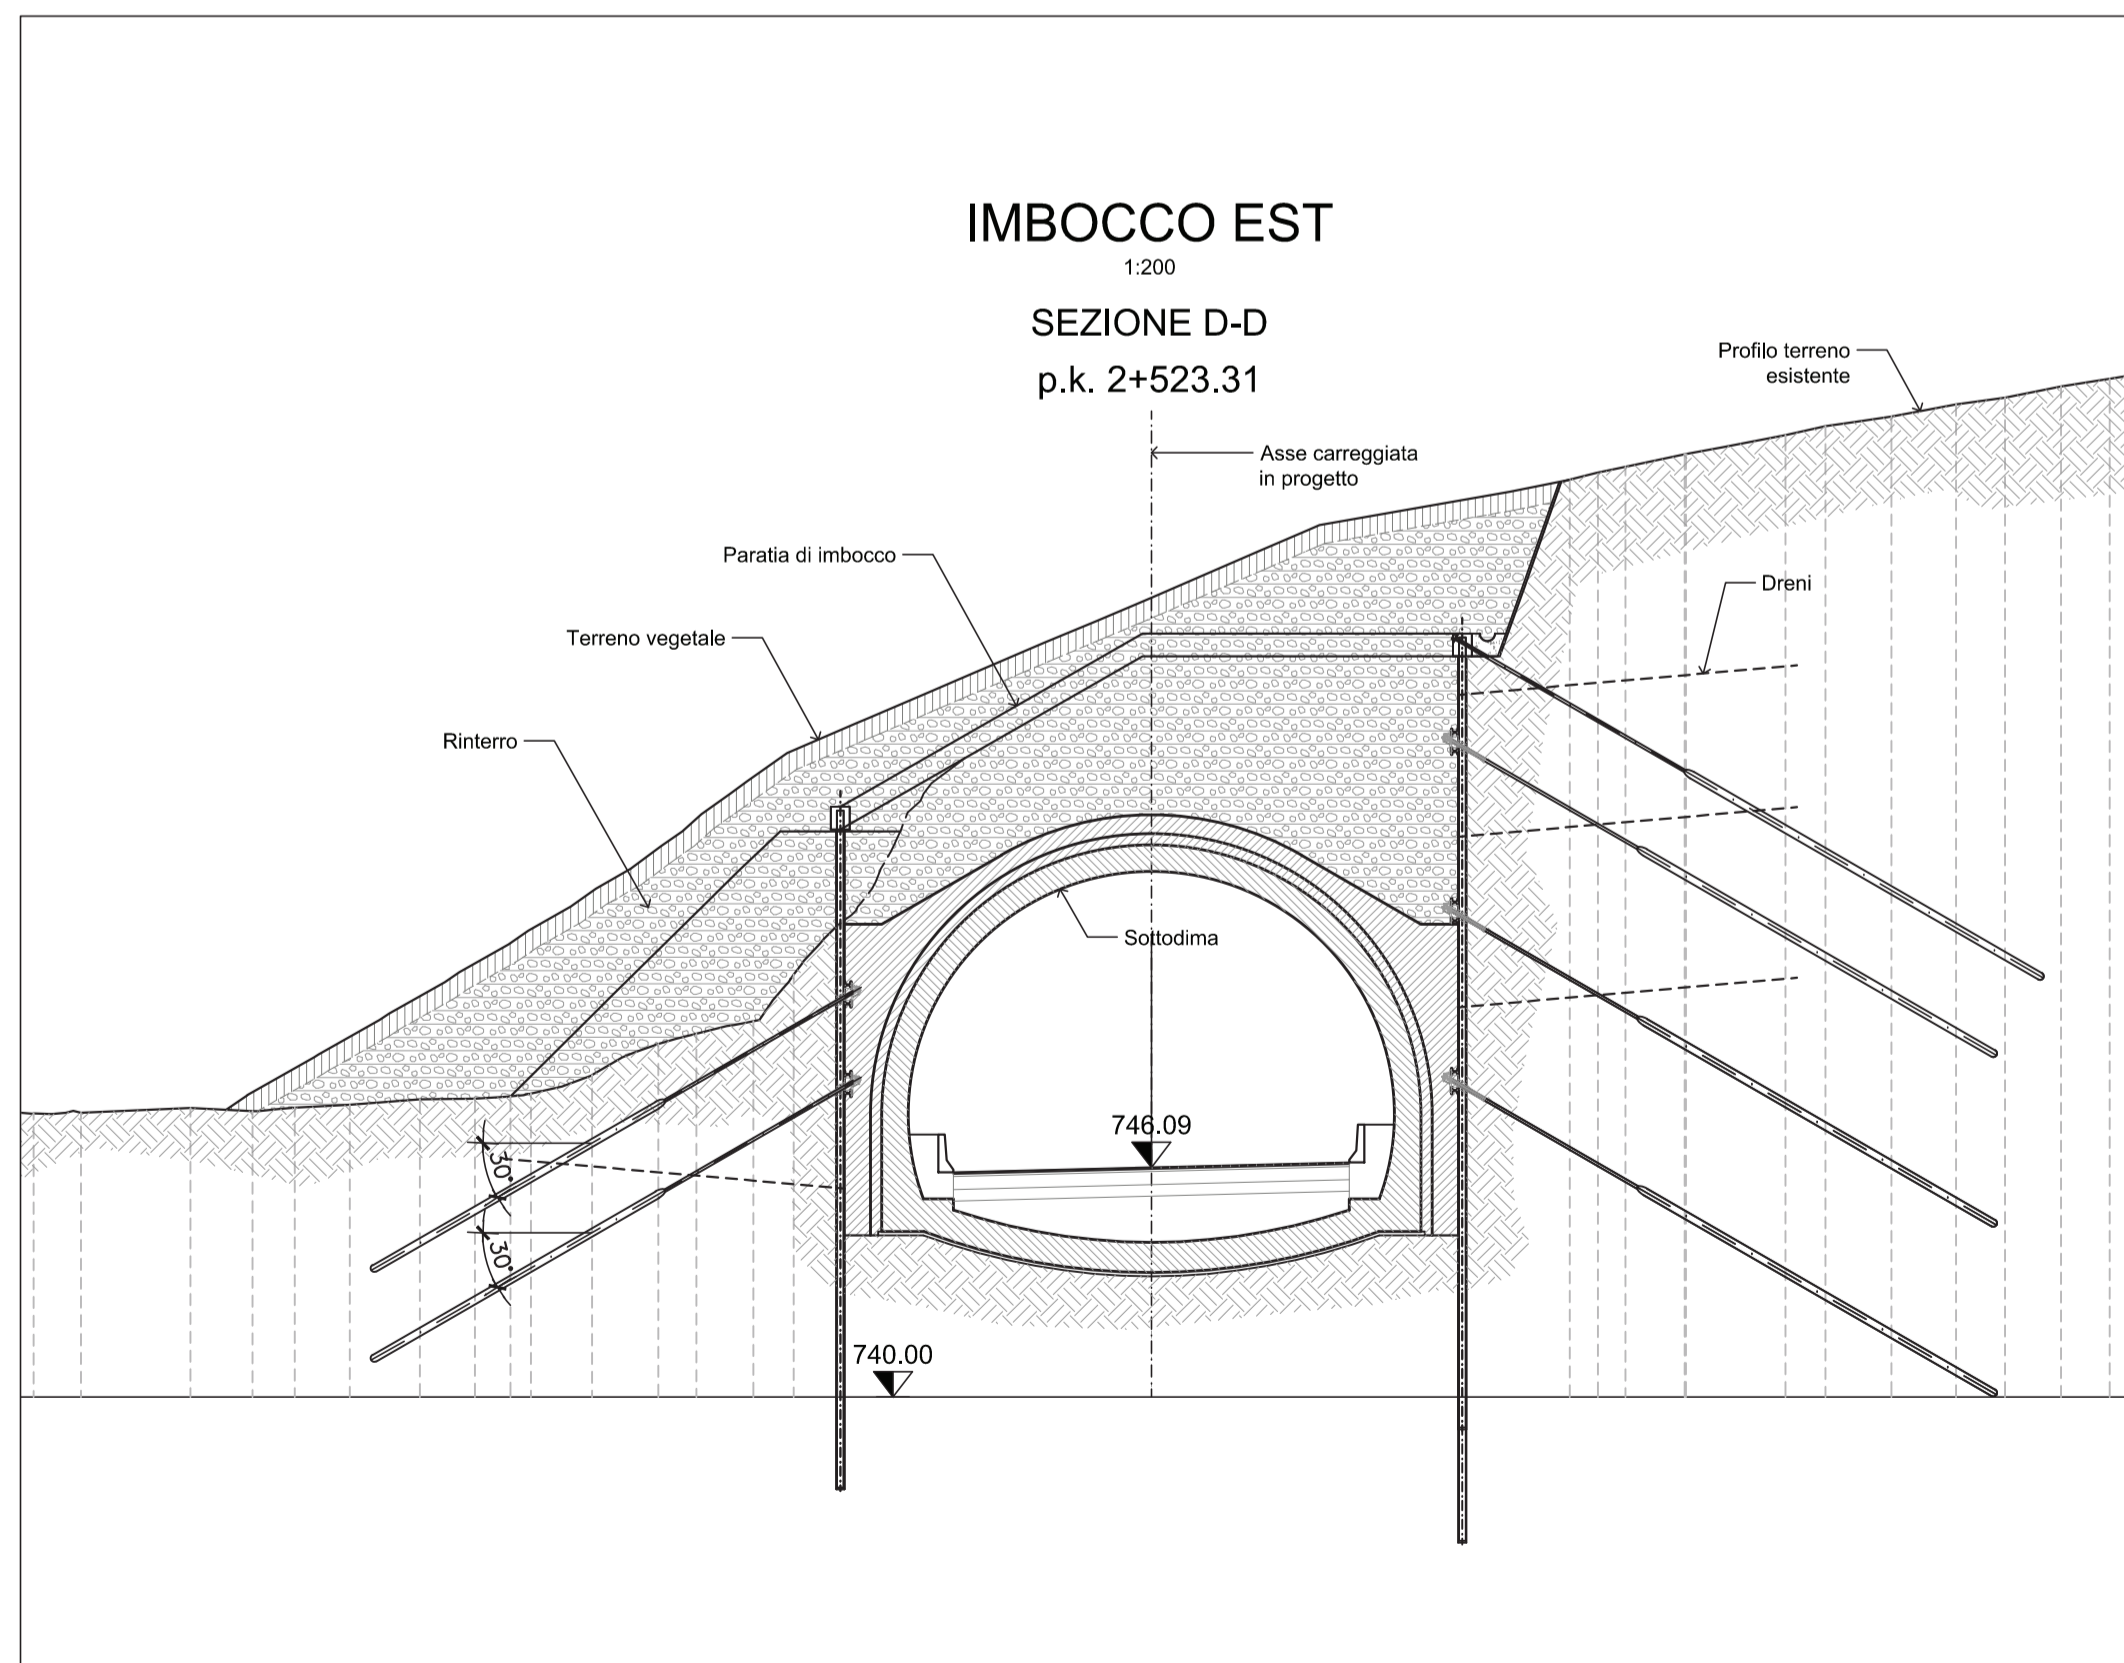 IMBOCCO EST
1:200
SEZIONE D-D
p.k. 2+523.31
Profilo terreno
esistente
Asse carreggiata
in progetto
Paratia di imbocco
Dreni
Terreno vegetale
Rinterro
Sottodima
746.09
30°
30°
740.00